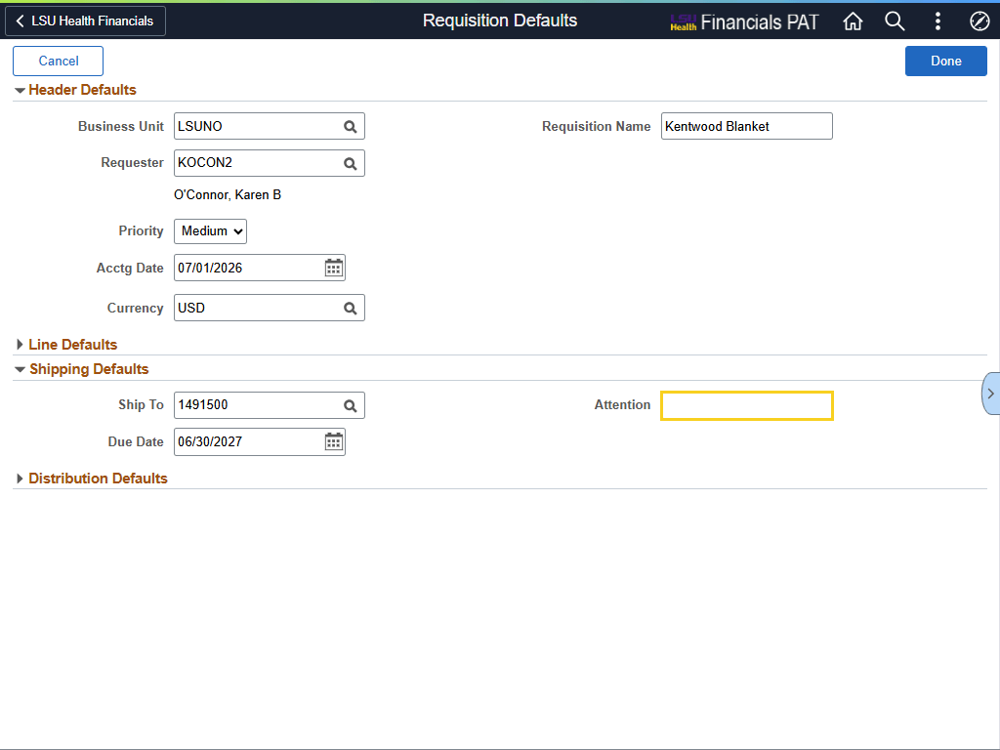 LSU Health Financials
Requisition Defaults
LSU Health Financials PAT
Cancel
Done
Header Defaults
Business Unit LSUNO
Requisition Name Kentwood Blanket
Requester KOCON2
O'Connor, Karen B
Priority Medium
Acctg Date 07/01/2026
Currency USD
Line Defaults
Shipping Defaults
Ship To 1491500
Attention
Due Date 06/30/2027
Distribution Defaults